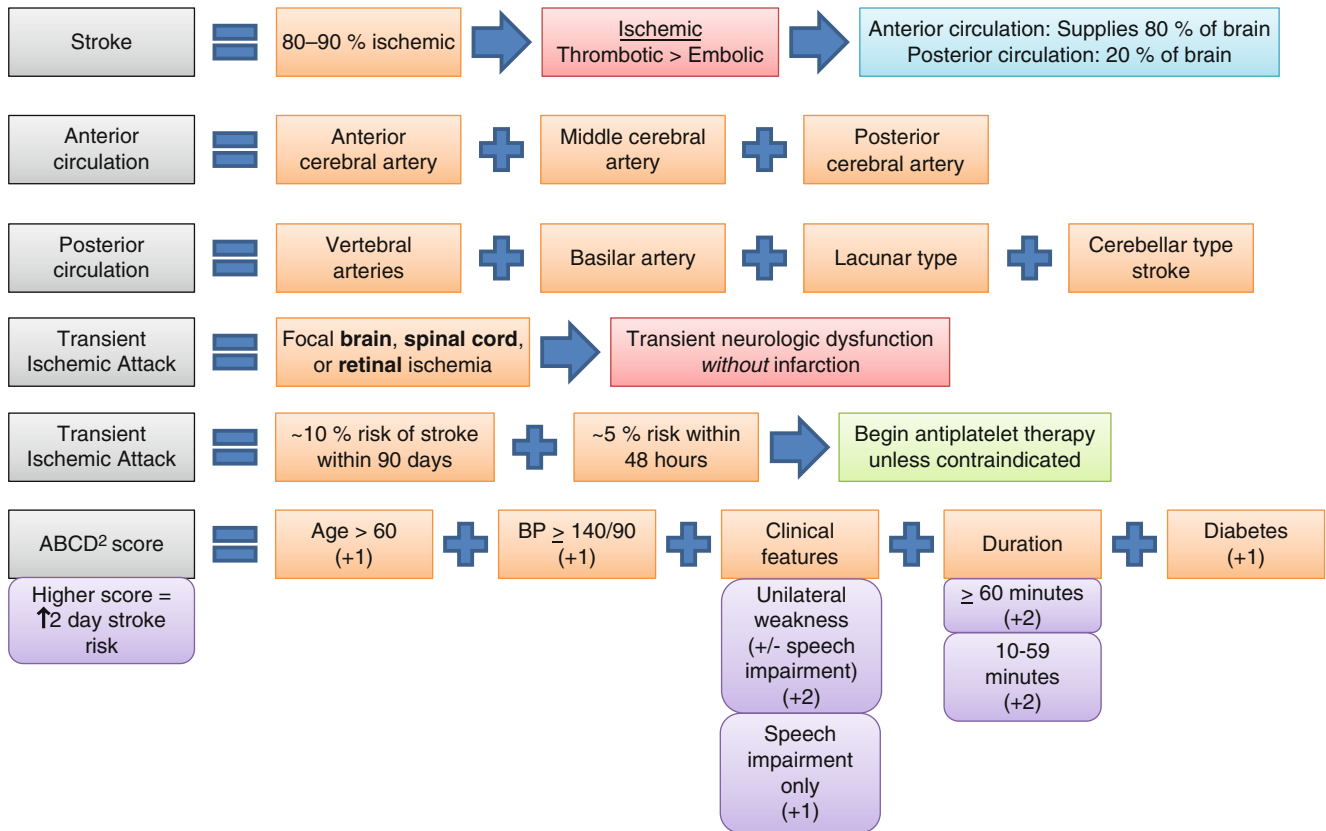 Stroke
80–90 % ischemic
Ischemic
Thrombotic > Embolic
Anterior circulation: Supplies 80 % of brain
Posterior circulation: 20 % of brain
Anterior
circulation
Anterior
cerebral artery
Middle cerebral
artery
Posterior
cerebral artery
Posterior
circulation
Vertebral
arteries
Basilar artery
Lacunar type
Cerebellar type
stroke
Transient
Ischemic Attack
Focal brain, spinal cord,
or retinal ischemia
Transient neurologic dysfunction
without infarction
Transient
Ischemic Attack
~10 % risk of stroke
within 90 days
~5 % risk within
48 hours
Begin antiplatelet therapy
unless contraindicated
ABCD² score
Higher score =
↑2 day stroke
risk
Age > 60
(+1)
BP ≥ 140/90
(+1)
Clinical
features
Unilateral
weakness
(+/- speech
impairment)
(+2)
Speech
impairment
only
(+1)
Duration
≥ 60 minutes
(+2)
10-59
minutes
(+2)
Diabetes
(+1)